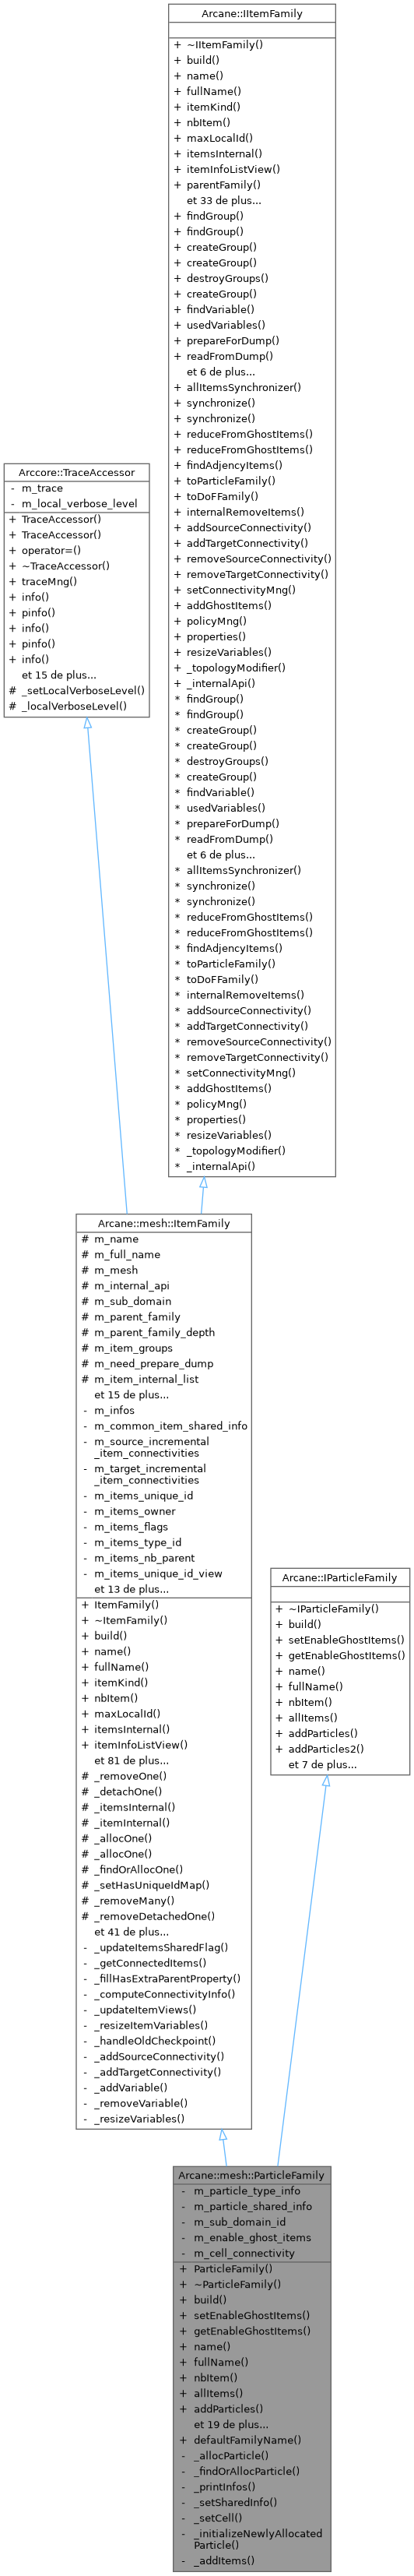 Arcane::IItemFamily
+ ~IItemFamily()
+ build()
+ name()
+ fullName()
+ itemKind()
+ nbItem()
+ maxLocalId()
+ itemsInternal()
+ itemInfoListView()
+ parentFamily()
et 33 de plus...
+ findGroup()
+ findGroup()
+ createGroup()
+ createGroup()
+ destroyGroups()
+ createGroup()
+ findVariable()
+ usedVariables()
+ prepareForDump()
+ readFromDump()
et 6 de plus...
+ allItemsSynchronizer()
+ synchronize()
+ synchronize()
+ reduceFromGhostItems()
+ reduceFromGhostItems()
+ findAdjencyItems()
+ toParticleFamily()
+ toDoFFamily()
+ internalRemoveItems()
+ addSourceConnectivity()
+ addTargetConnectivity()
+ removeSourceConnectivity()
+ removeTargetConnectivity()
+ setConnectivityMng()
+ addGhostItems()
+ policyMng()
+ properties()
+ resizeVariables()
+ _topologyModifier()
+ _internalApi()
* findGroup()
* findGroup()
* createGroup()
* createGroup()
* destroyGroups()
* createGroup()
* findVariable()
* usedVariables()
* prepareForDump()
* readFromDump()
et 6 de plus...
* allItemsSynchronizer()
* synchronize()
* synchronize()
* reduceFromGhostItems()
* reduceFromGhostItems()
* findAdjencyItems()
* toParticleFamily()
* toDoFFamily()
* internalRemoveItems()
* addSourceConnectivity()
* addTargetConnectivity()
* removeSourceConnectivity()
* removeTargetConnectivity()
* setConnectivityMng()
* addGhostItems()
* policyMng()
* properties()
* resizeVariables()
* _topologyModifier()
* _internalApi()
Arccore::TraceAccessor
- m_trace
- m_local_verbose_level
+ TraceAccessor()
+ TraceAccessor()
+ operator=()
+ ~TraceAccessor()
+ traceMng()
+ info()
+ pinfo()
+ info()
+ pinfo()
+ info()
et 15 de plus...
# _setLocalVerboseLevel()
# _localVerboseLevel()
Arcane::mesh::ItemFamily
# m_name
# m_full_name
# m_mesh
# m_internal_api
# m_sub_domain
# m_parent_family
# m_parent_family_depth
# m_item_groups
# m_need_prepare_dump
# m_item_internal_list
et 15 de plus...
- m_infos
- m_common_item_shared_info
- m_source_incremental
_item_connectivities
- m_target_incremental
_item_connectivities
- m_items_unique_id
- m_items_owner
- m_items_flags
- m_items_type_id
- m_items_nb_parent
- m_items_unique_id_view
et 13 de plus...
+ ItemFamily()
+ ~ItemFamily()
+ build()
+ name()
+ fullName()
+ itemKind()
+ nbItem()
+ maxLocalId()
+ itemsInternal()
+ itemInfoListView()
et 81 de plus...
# _removeOne()
# _detachOne()
# _itemsInternal()
# _itemInternal()
# _allocOne()
# _allocOne()
# _findOrAllocOne()
# _setHasUniqueIdMap()
# _removeMany()
# _removeDetachedOne()
et 41 de plus...
- _updateItemsSharedFlag()
- _getConnectedItems()
- _fillHasExtraParentProperty()
- _computeConnectivityInfo()
- _updateItemViews()
- _resizeItemVariables()
- _handleOldCheckpoint()
- _addSourceConnectivity()
- _addTargetConnectivity()
- _addVariable()
- _removeVariable()
- _resizeVariables()
Arcane::IParticleFamily
+ ~IParticleFamily()
+ build()
+ setEnableGhostItems()
+ getEnableGhostItems()
+ name()
+ fullName()
+ nbItem()
+ allItems()
+ addParticles()
+ addParticles2()
et 7 de plus...
Arcane::mesh::ParticleFamily
- m_particle_type_info
- m_particle_shared_info
- m_sub_domain_id
- m_enable_ghost_items
- m_cell_connectivity
+ ParticleFamily()
+ ~ParticleFamily()
+ build()
+ setEnableGhostItems()
+ getEnableGhostItems()
+ name()
+ fullName()
+ nbItem()
+ allItems()
+ addParticles()
et 19 de plus...
+ defaultFamilyName()
- _allocParticle()
- _findOrAllocParticle()
- _printInfos()
- _setSharedInfo()
- _setCell()
- _initializeNewlyAllocated
Particle()
- _addItems()